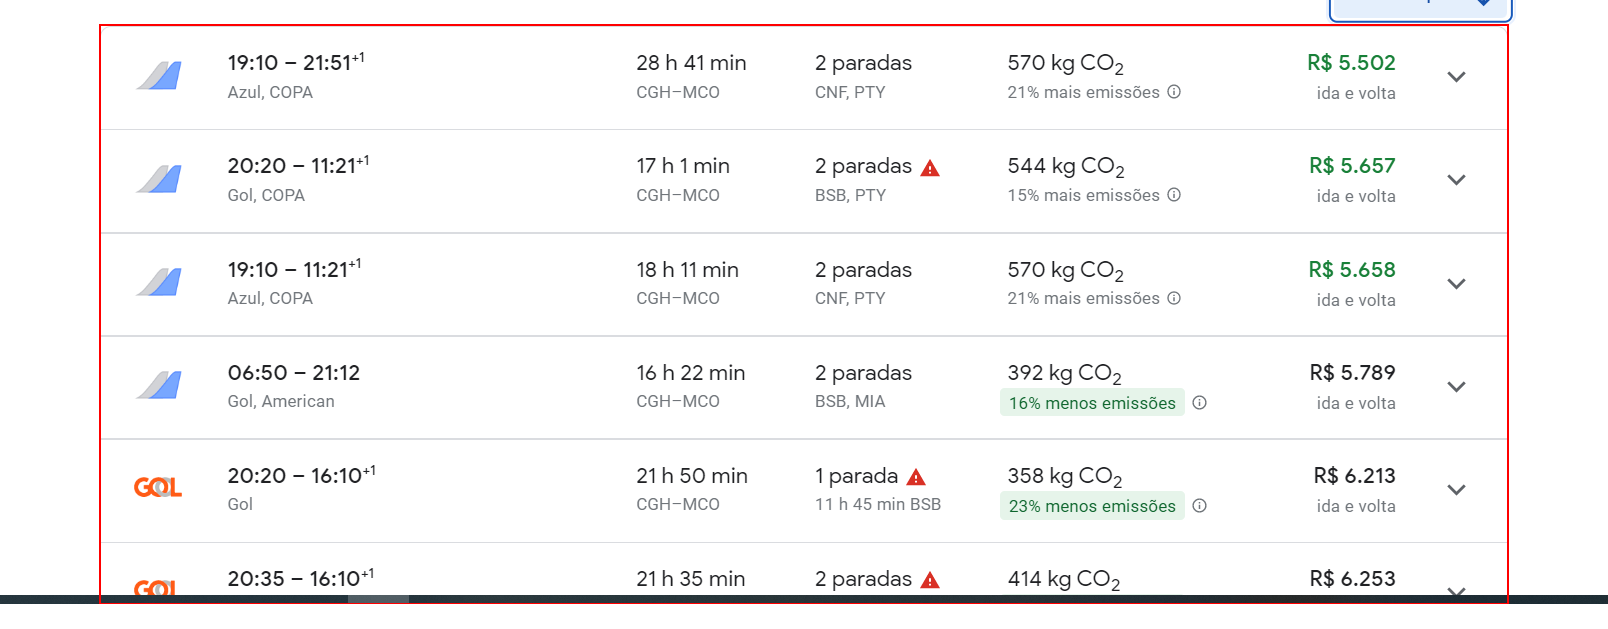 19:10 – 21:51+1
Azul, COPA
28 h 41 min
CGH–MCO
2 paradas
CNF, PTY
570 kg CO2
21% mais emissões
R$ 5.502
ida e volta
20:20 – 11:21+1
Gol, COPA
17 h 1 min
CGH–MCO
2 paradas
BSB, PTY
544 kg CO2
15% mais emissões
R$ 5.657
ida e volta
19:10 – 11:21+1
Azul, COPA
18 h 11 min
CGH–MCO
2 paradas
CNF, PTY
570 kg CO2
21% mais emissões
R$ 5.658
ida e volta
06:50 – 21:12
Gol, American
16 h 22 min
CGH–MCO
2 paradas
BSB, MIA
392 kg CO2
16% menos emissões
R$ 5.789
ida e volta
GOL
20:20 – 16:10+1
Gol
21 h 50 min
CGH–MCO
1 parada
11 h 45 min BSB
358 kg CO2
23% menos emissões
R$ 6.213
ida e volta
GOL
20:35 – 16:10+1
21 h 35 min
2 paradas
414 kg CO2
R$ 6.253